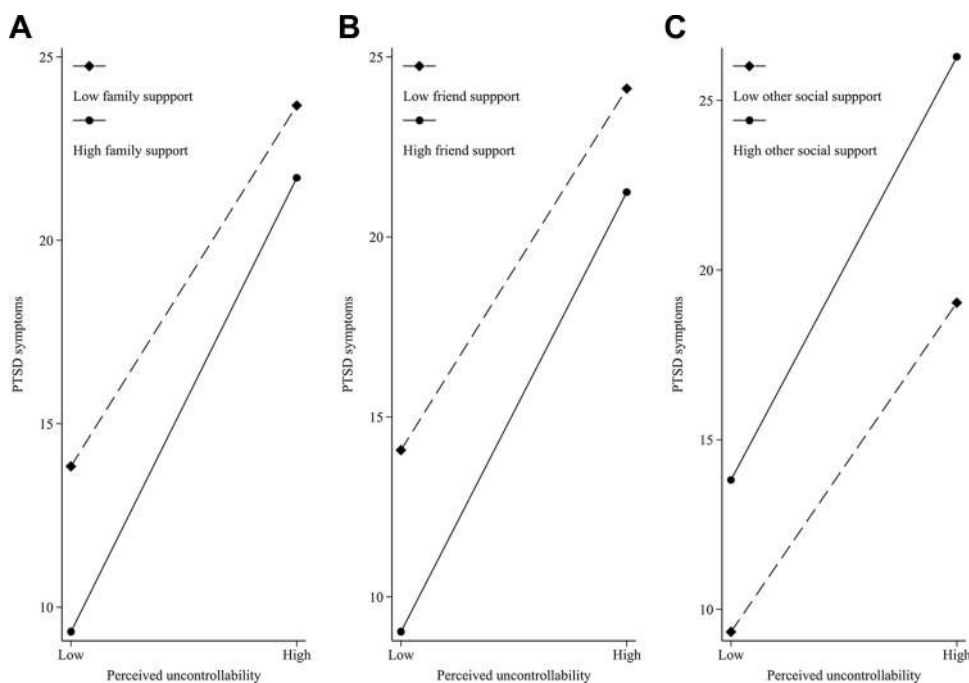 A
25
20
15
10
PTSD symptoms
Low family suppport
High family support
Low
High
Perceived uncontrollability
B
25
20
15
10
PTSD symptoms
Low friend suppport
High friend support
Low
High
Perceived uncontrollability
C
25
20
15
10
PTSD symptoms
Low other social suppport
High other social support
Low
High
Perceived uncontrollability